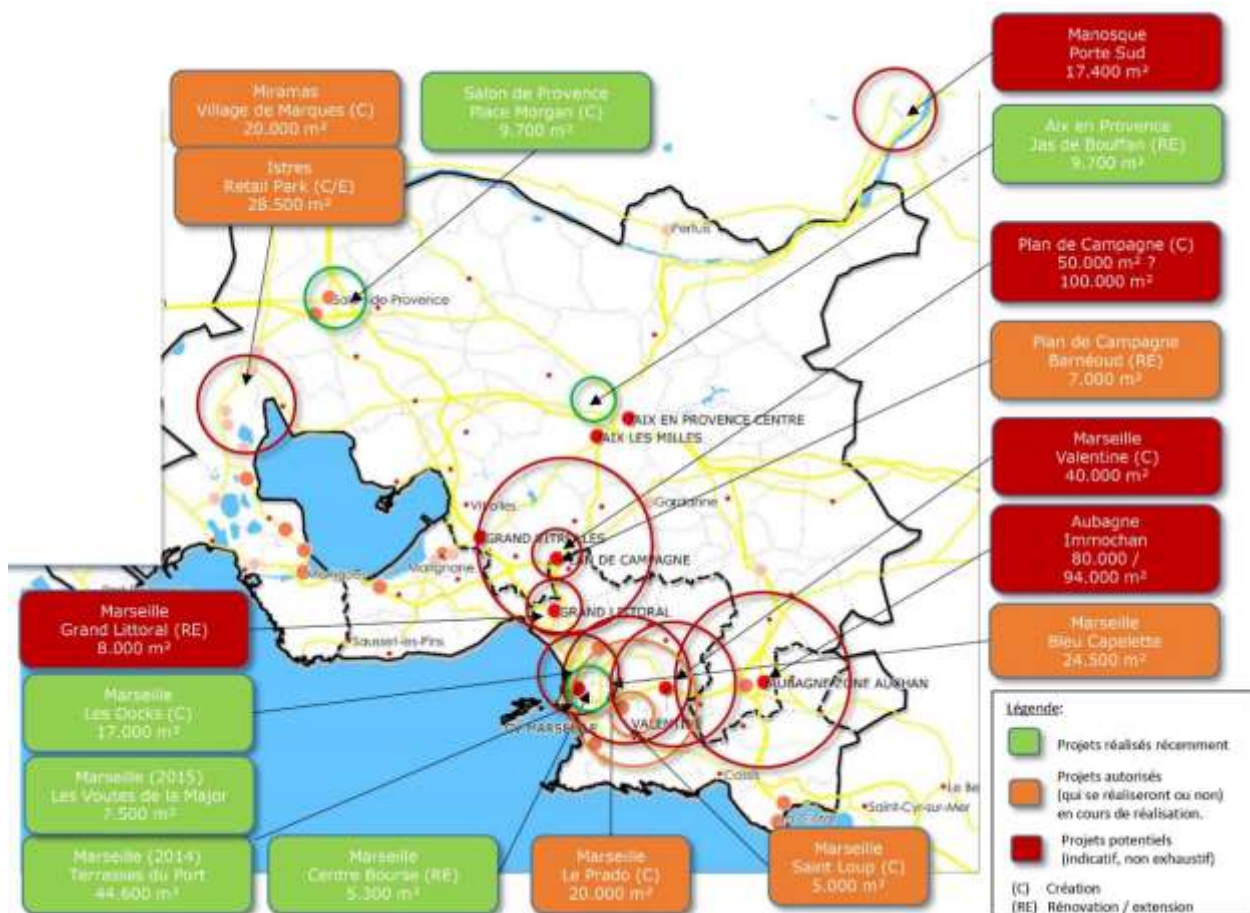 Miramas
Village de Marques (C)
20.000 m²
Istres
Retail Park (C/E)
28.500 m²
Salon de Provence
Place Morgan (C)
9.700 m²
Manosque
Porte Sud
17.400 m²
Aix en Provence
Jas de Bouffan (RE)
9.700 m²
Plan de Campagne (C)
50.000 m² ?
100.000 m²
Plan de Campagne
Barnéoud (RE)
7.000 m²
Marseille
Valentine (C)
40.000 m²
Aubagne
Immochan
80.000 /
94.000 m²
Marseille
Bleu Capelette
24.500 m²
Marseille
Grand Littoral (RE)
8.000 m²
Marseille
Les Docks (C)
17.000 m²
Marseille (2015)
Les Voutes de la Major
7.500 m²
Marseille (2014)
Terrasses du Port
44.600 m²
Marseille
Centre Bourse (RE)
5.300 m²
Marseille
Le Prado (C)
20.000 m²
Marseille
Saint Loup (C)
5.000 m²
Pertuis
de-Provence
AIX EN PROVENCE CENTRE
AIX LES MILLES
Gardanne
Vitrolles
GRAND VITROLLES
DE CAMPAGNE
Marignane
GRAND LITTORAL
Sausset-les-Pins
AUBAGNE ZONE AUCHAN
MARSEILLE
Cassis
Saint-Cyr-sur-Mer
Légende:
Projets réalisés récemment
Projets autorisés
(qui se réaliseront ou non)
en cours de réalisation.
Projets potentiels
(indicatif, non exhaustif)
(C) Création
(RE) Rénovation / extension